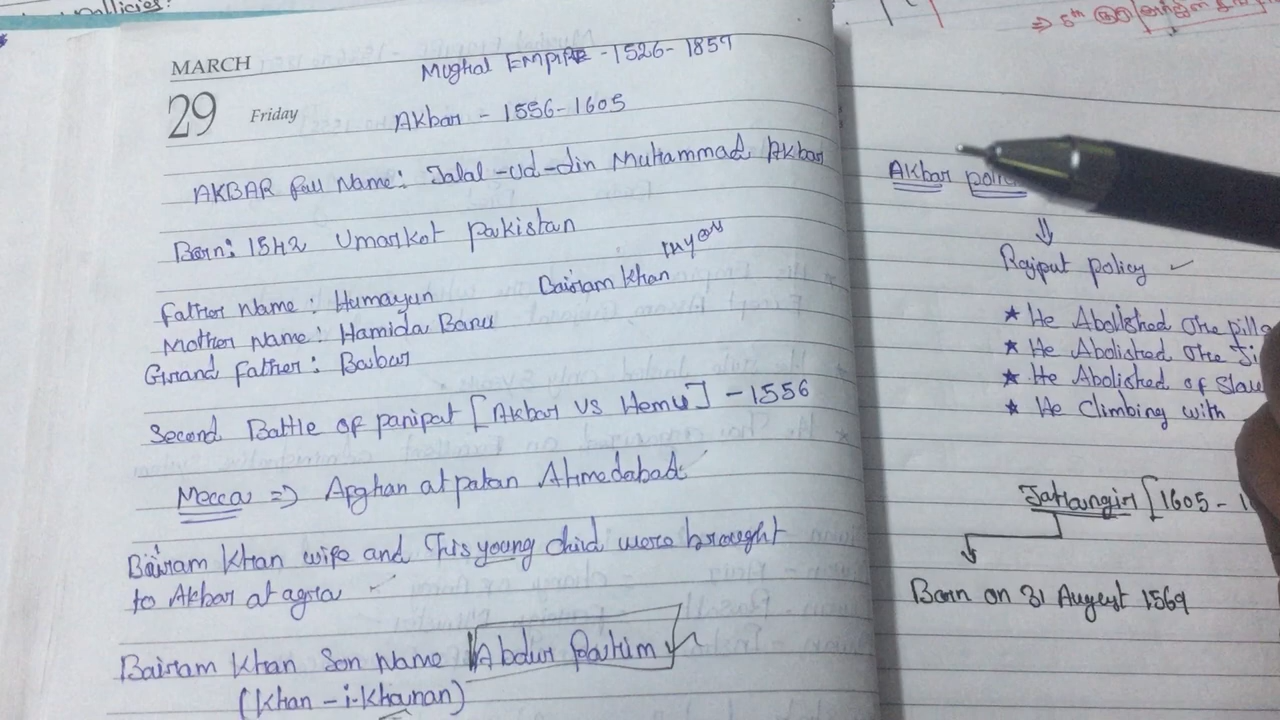 pollicies.
MARCH
29 Friday
Mughal EMPIRE - 1526 - 1857
Akbar - 1556-1605
AKBAR full Name: Jalal-ud-din Muhammad Akbar
Born: 1542 Umarkot Pakistan
Father Name: Humayun
Bairam Khan
Mother Name: Hamida Banu
Grand Father: Babur
Second Battle of panipat [Akbar VS Hemu] - 1556
Mecca => Afghan at patan Ahmedabad
Bairam Khan wife and This young child were brought
to Akbar at agra
Bairam Khan Son Name Abdur Rahim
(Khan-i-khanan)
=> 5th
Akbar
Rajput policy
* He Abolished the
* He Abolished the
* He Abolished of
* He Climbing with
Jahangir [1605 -
Born on 31 August 1569